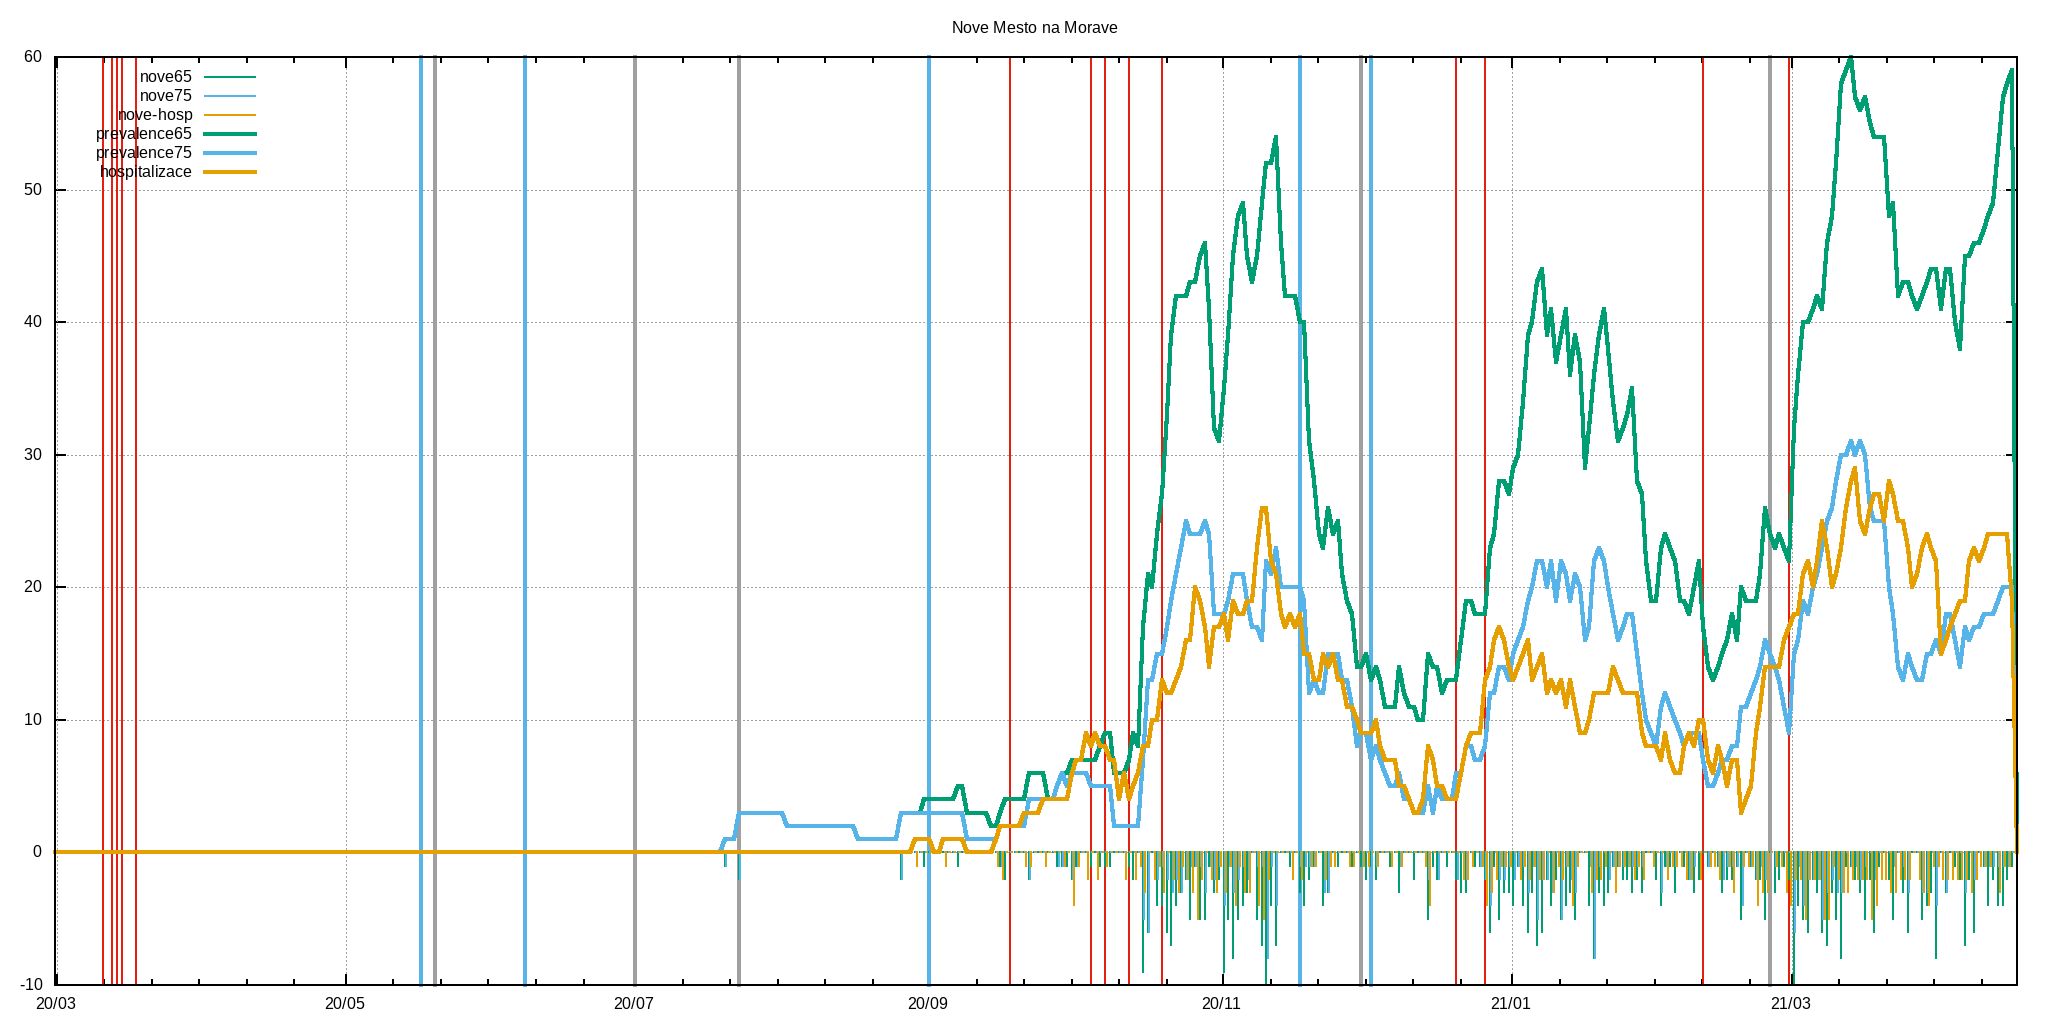 Nove Mesto na Morave
60
nove65
nove75
nove-hosp
prevalence65
prevalence75
hospitalizace
50
40
30
20
10
0
-10
20/03 20/05 20/07 20/09 20/11 21/01 21/03